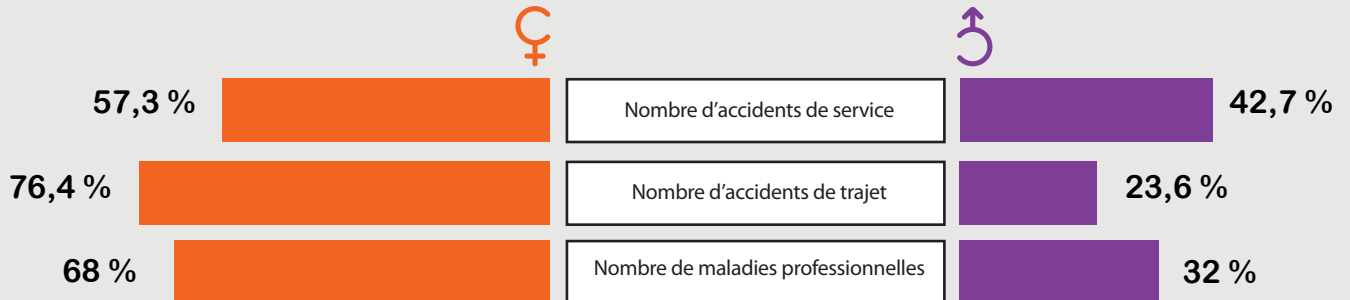 57,3 %
Nombre d’accidents de service
42,7 %
76,4 %
Nombre d’accidents de trajet
23,6 %
68 %
Nombre de maladies professionnelles
32 %